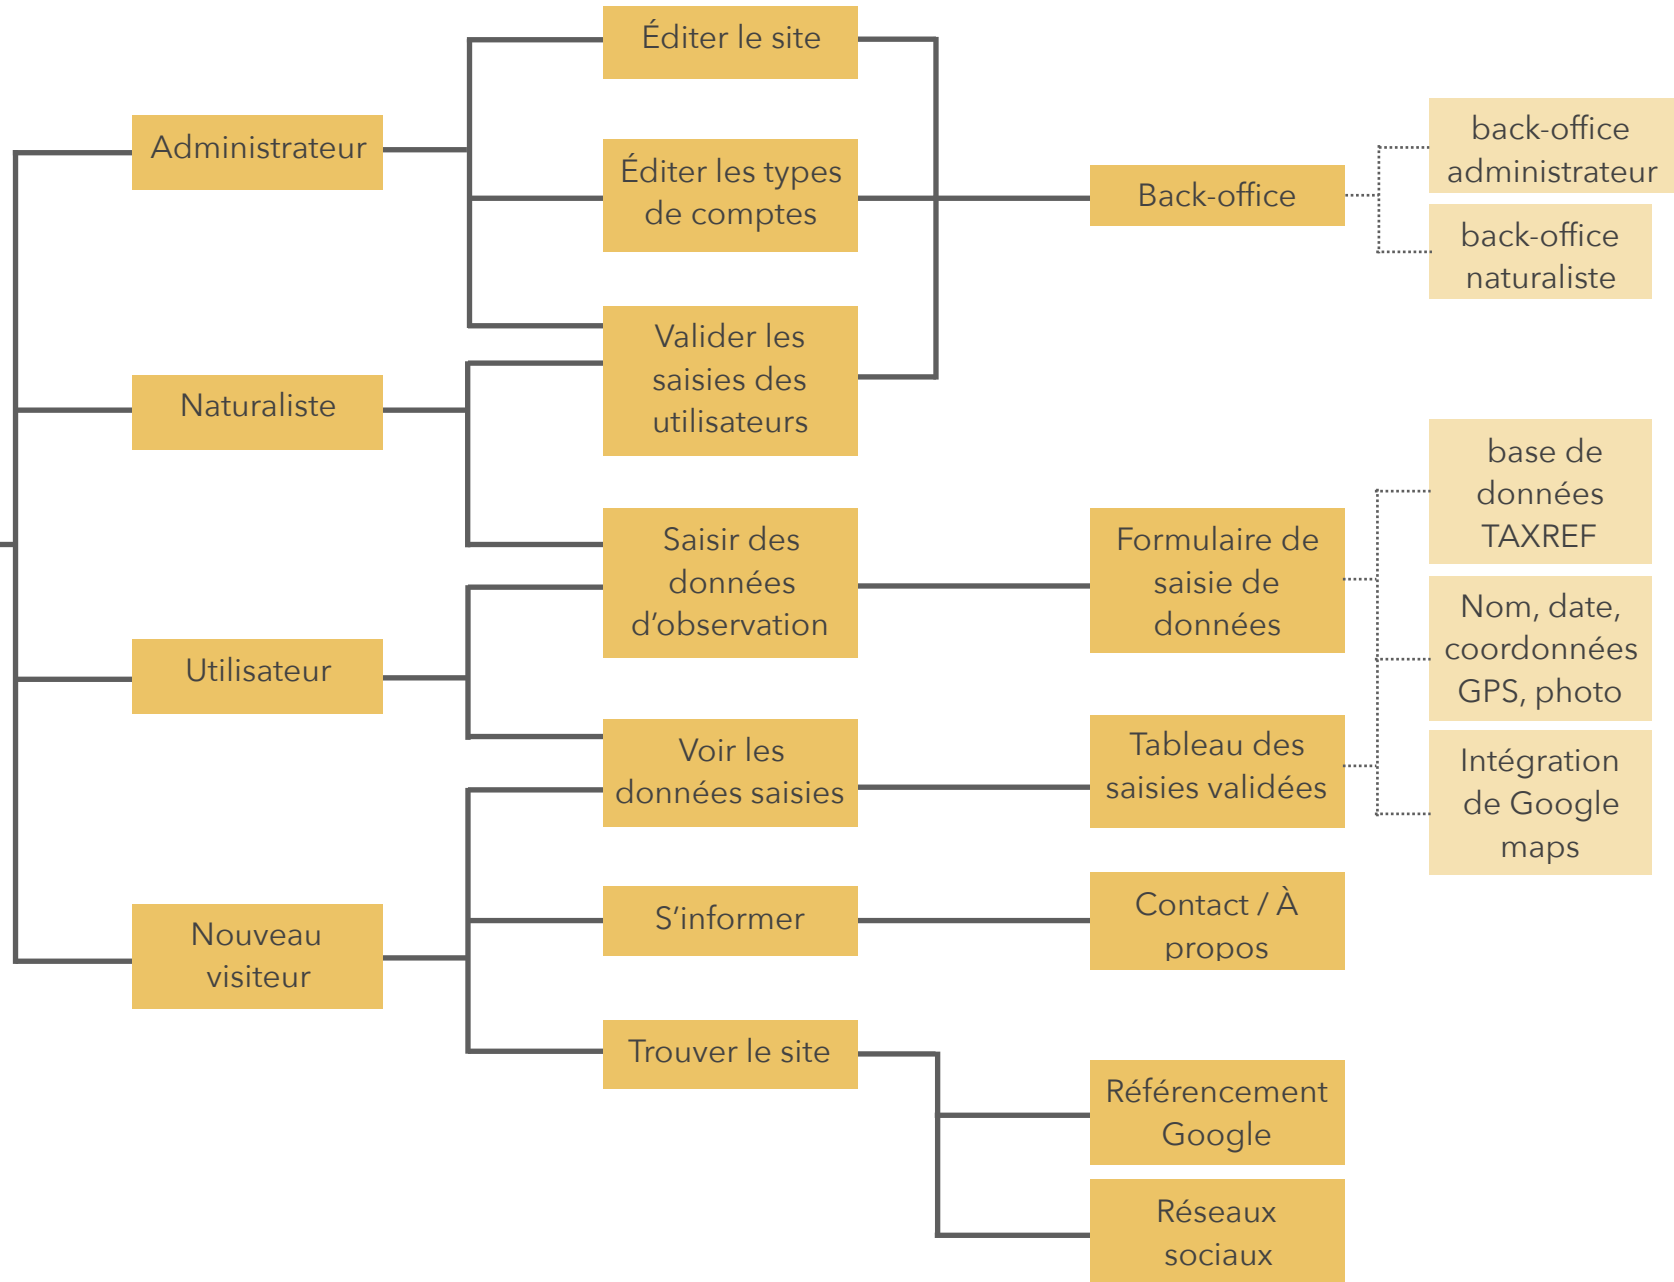 Administrateur
Naturaliste
Utilisateur
Nouveau
visiteur
Éditer le site
Éditer les types
de comptes
Valider les
saisies des
utilisateurs
Saisir des
données
d’observation
Voir les
données saisies
S’informer
Trouver le site
Back-office
Formulaire de
saisie de
données
Tableau des
saisies validées
Contact / À
propos
Référencement
Google
Réseaux
sociaux
back-office
administrateur
back-office
naturaliste
base de
données
TAXREF
Nom, date,
coordonnées
GPS, photo
Intégration
de Google
maps